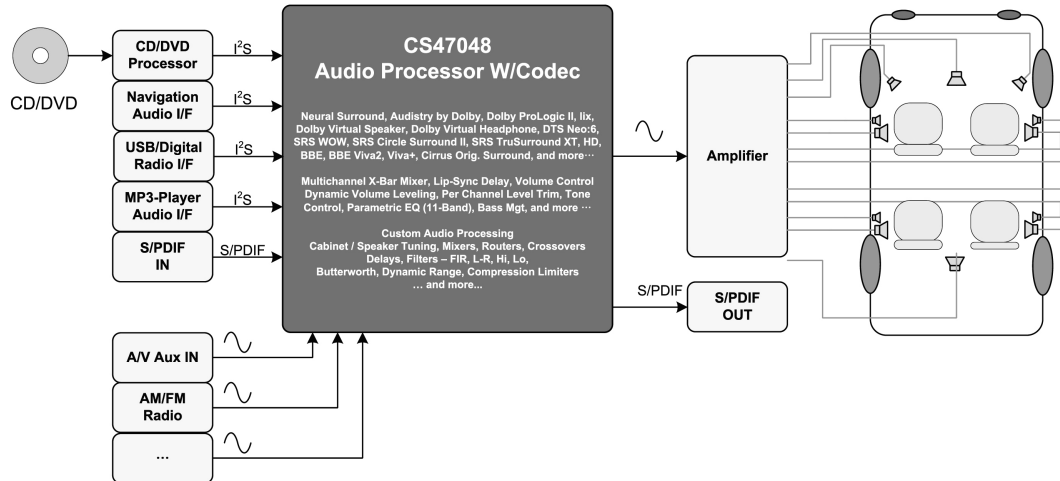 CD/DVD
CD/DVD
Processor
I²S
Navigation
Audio I/F
I²S
USB/Digital
Radio I/F
I²S
MP3-Player
Audio I/F
I²S
S/PDIF
IN
S/PDIF
CS47048
Audio Processor W/Codec
Neural Surround, Audistry by Dolby, Dolby ProLogic II, IIx,
Dolby Virtual Speaker, Dolby Virtual Headphone, DTS Neo:6,
SRS WOW, SRS Circle Surround II, SRS TruSurround XT, HD,
BBE, BBE Viva2, Viva+, Cirrus Orig. Surround, and more···
Multichannel X-Bar Mixer, Lip-Sync Delay, Volume Control
Dynamic Volume Leveling, Per Channel Level Trim, Tone
Control, Parametric EQ (11-Band), Bass Mgt, and more ···
Custom Audio Processing
Cabinet / Speaker Tuning, Mixers, Routers, Crossovers
Delays, Filters – FIR, L-R, Hi, Lo,
Butterworth, Dynamic Range, Compression Limiters
… and more...
Amplifier
S/PDIF
S/PDIF
OUT
A/V Aux IN
AM/FM
Radio
...